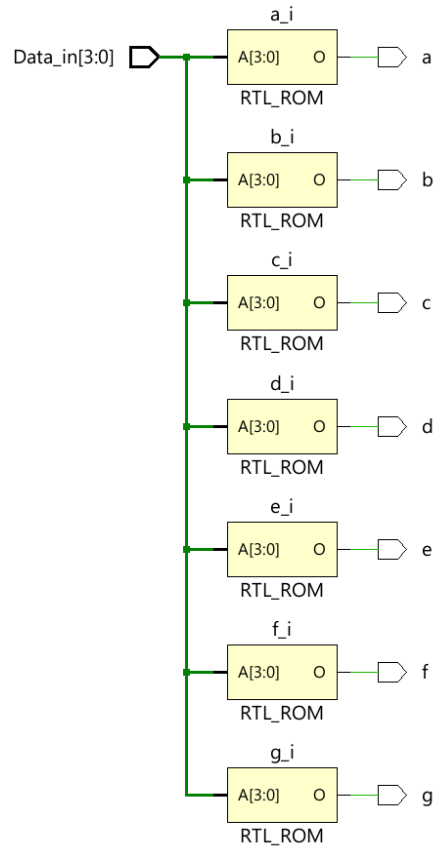 a_i
Data_in[3:0] A[3:0] O a
RTL_ROM
b_i
A[3:0] O b
RTL_ROM
c_i
A[3:0] O c
RTL_ROM
d_i
A[3:0] O d
RTL_ROM
e_i
A[3:0] O e
RTL_ROM
f_i
A[3:0] O f
RTL_ROM
g_i
A[3:0] O g
RTL_ROM